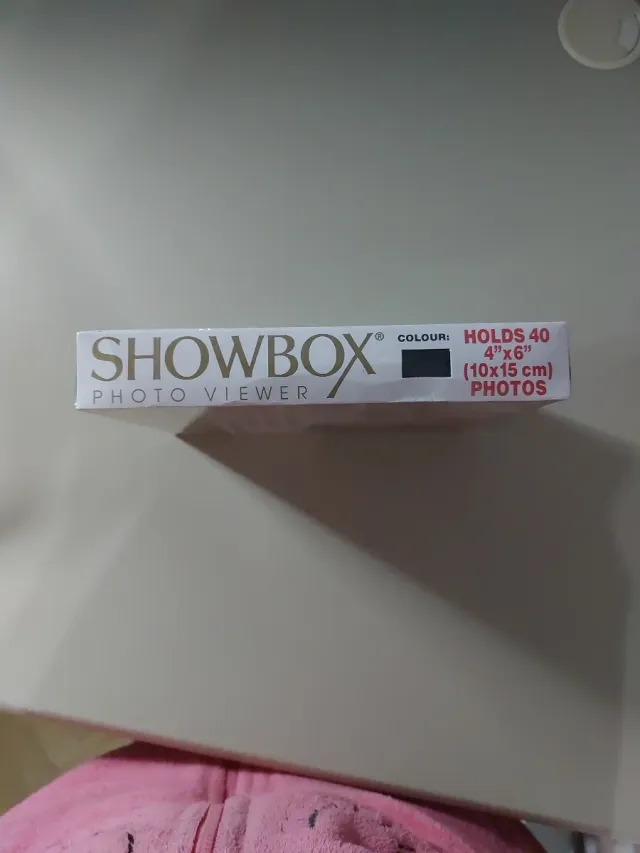 SHOWBOX®
PHOTO VIEWER
COLOUR:
HOLDS 40
4”x6”
(10x15 cm)
PHOTOS